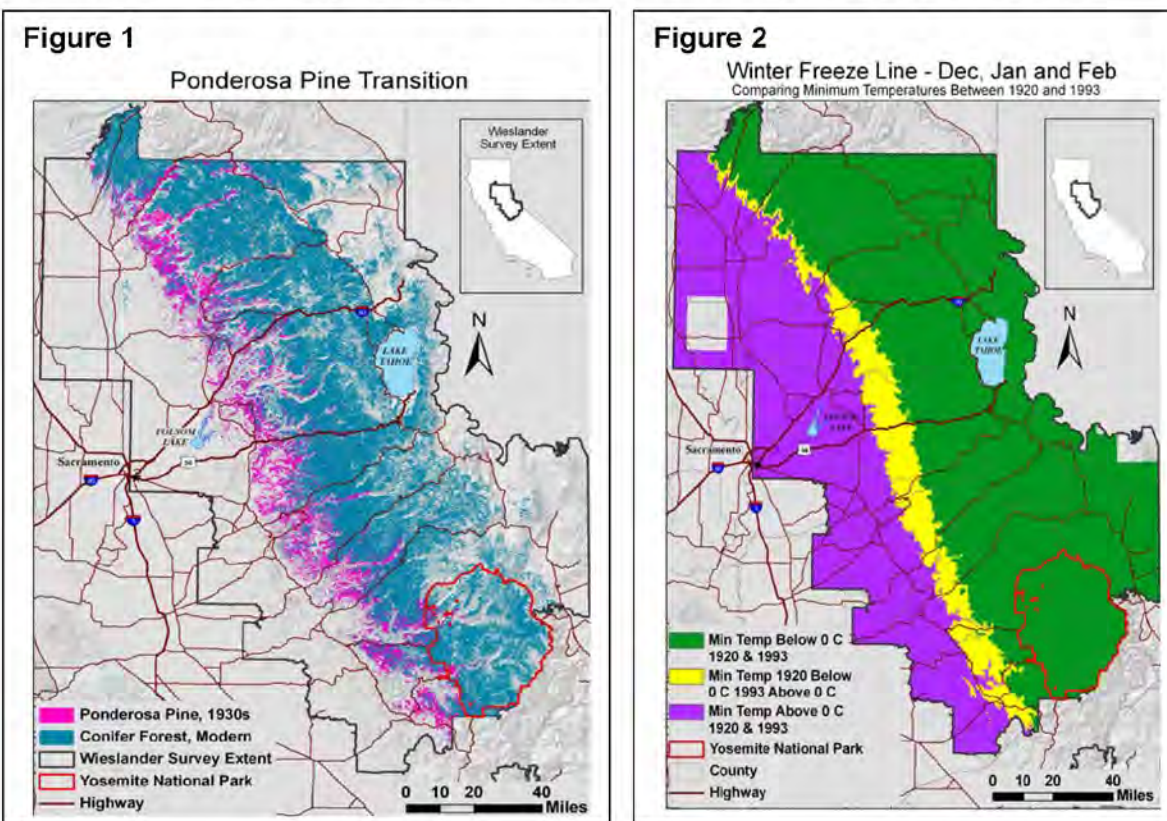 Figure 1
Ponderosa Pine Transition
Wieslander
Survey Extent
N
LAKE
TAHOE
FOLSOM
LAKE
Sacramento
50
Ponderosa Pine, 1930s
Conifer Forest, Modern
Wieslander Survey Extent
Yosemite National Park
Highway
0 10 20 40
Miles
Figure 2
Winter Freeze Line - Dec, Jan and Feb
Comparing Minimum Temperatures Between 1920 and 1993
N
LAKE
TAHOE
FOLSOM
LAKE
Sacramento
50
Min Temp Below 0 C
1920 & 1993
Min Temp 1920 Below
0 C 1993 Above 0 C
Min Temp Above 0 C
1920 & 1993
Yosemite National Park
County
Highway
0 10 20 40
Miles